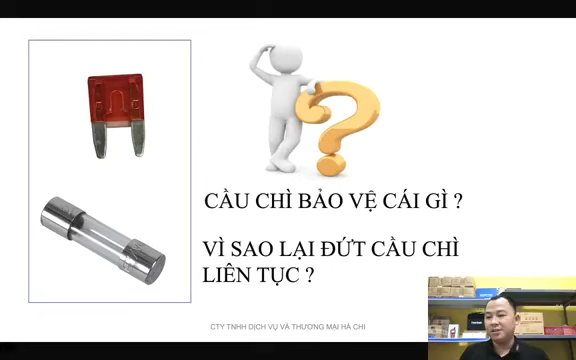 CẦU CHÌ BẢO VỆ CÁI GÌ ?
VÌ SAO LẠI ĐỨT CẦU CHÌ
LIÊN TỤC ?
CTY TNHH DỊCH VỤ VÀ THƯƠNG MẠI HÀ CHI